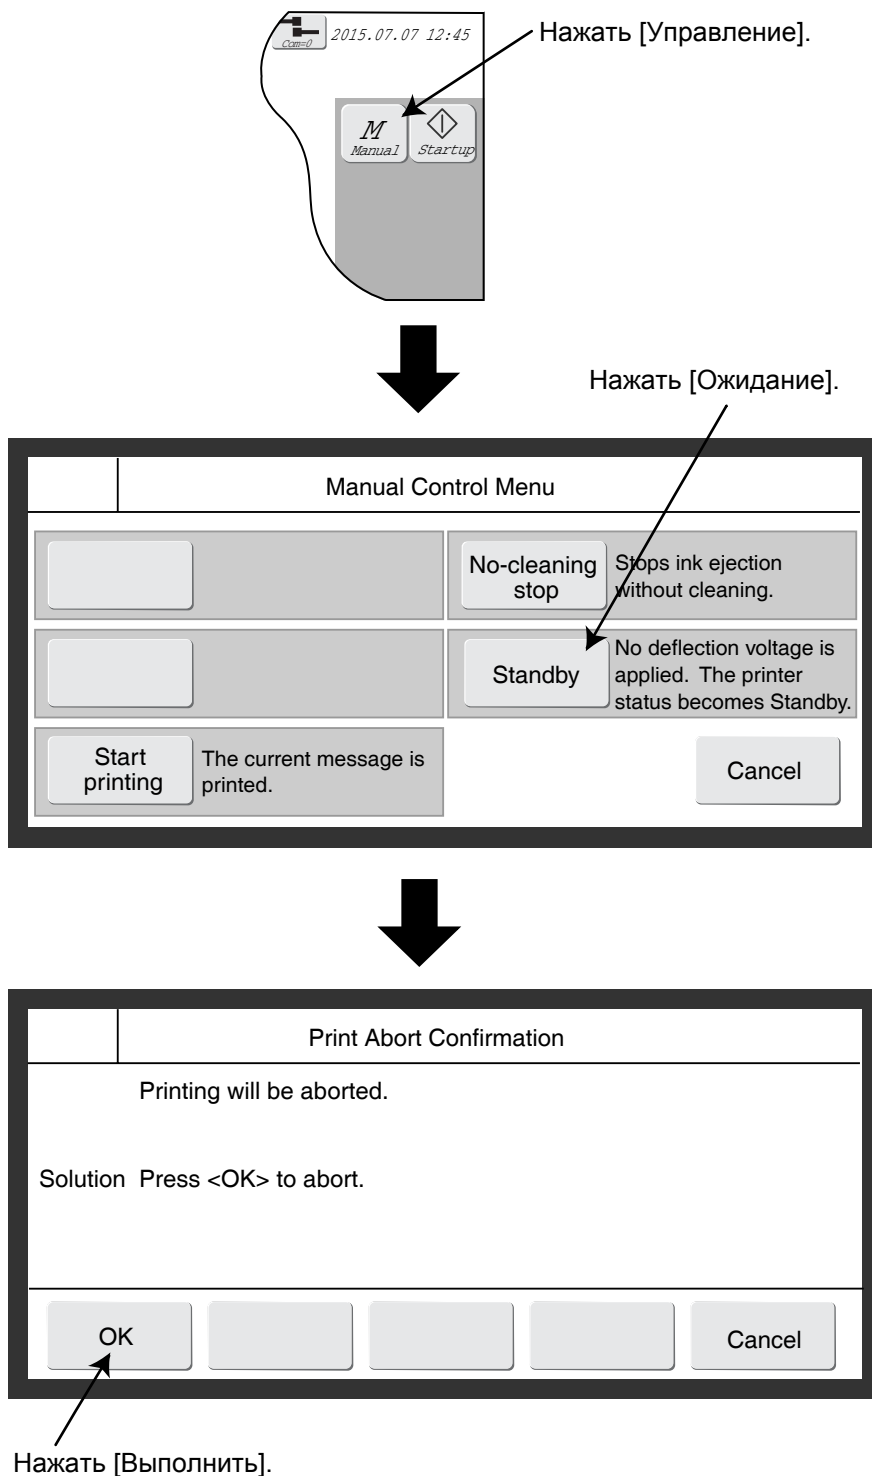 Com=0 2015.07.07 12:45
Нажать [Управление].
M
Manual
Startup
Нажать [Ожидание].
Manual Control Menu
No-cleaning
stop
Stops ink ejection
without cleaning.
Standby
No deflection voltage is
applied. The printer
status becomes Standby.
Start
printing
The current message is
printed.
Cancel
Print Abort Confirmation
Printing will be aborted.
Solution Press <OK> to abort.
OK
Cancel
Нажать [Выполнить].